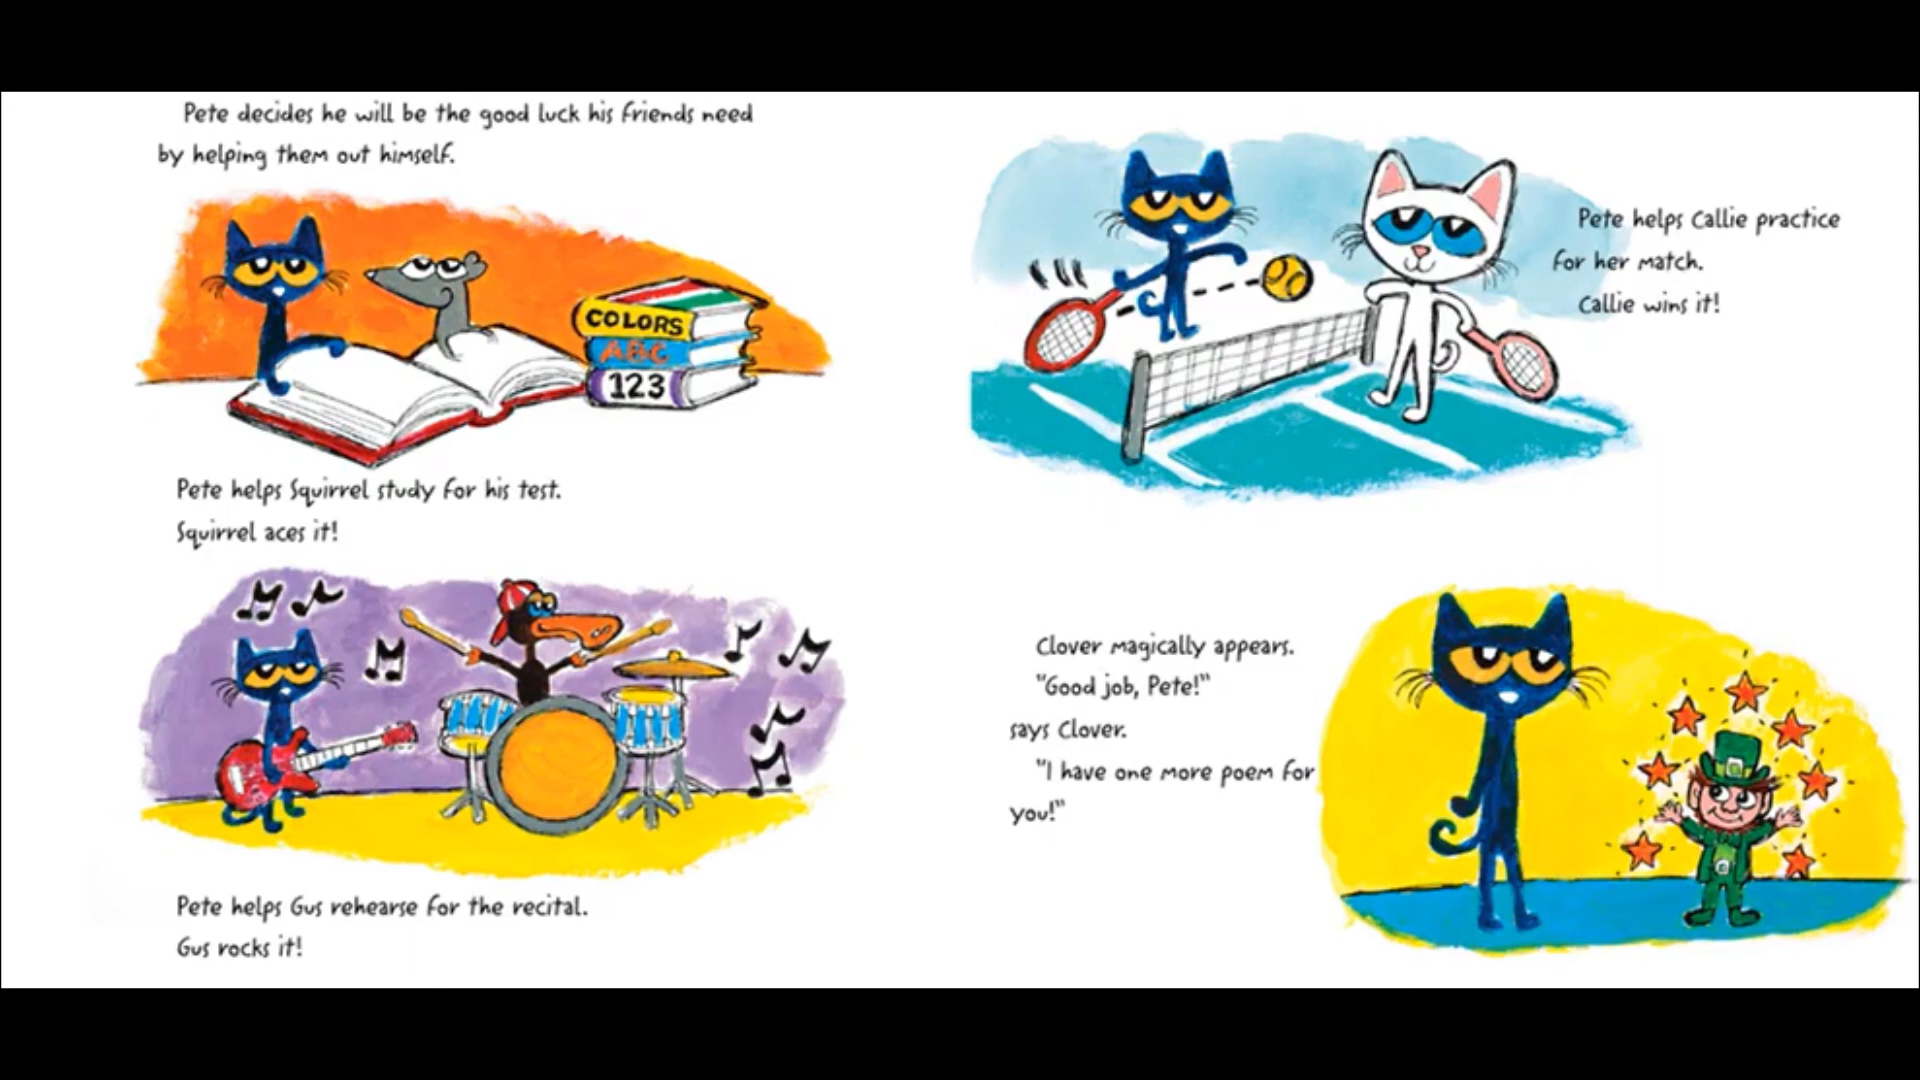 Pete decides he will be the good luck his friends need
by helping them out himself.
COLORS
ABC
123
Pete helps Squirrel study for his test.
Squirrel aces it!
Pete helps Gus rehearse for the recital.
Gus rocks it!
Pete helps Callie practice
for her match.
Callie wins it!
Clover magically appears.
"Good job, Pete!"
says Clover.
"I have one more poem for
you!"